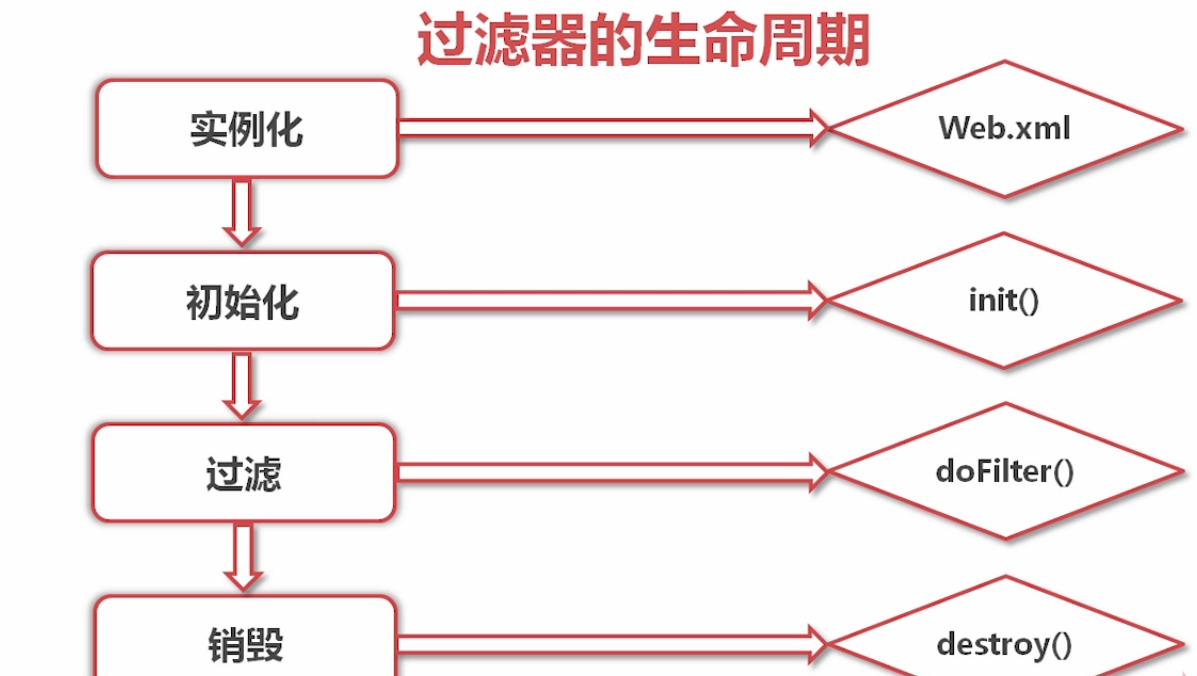 过滤器的生命周期
实例化
Web.xml
初始化
init()
过滤
doFilter()
销毁
destroy()